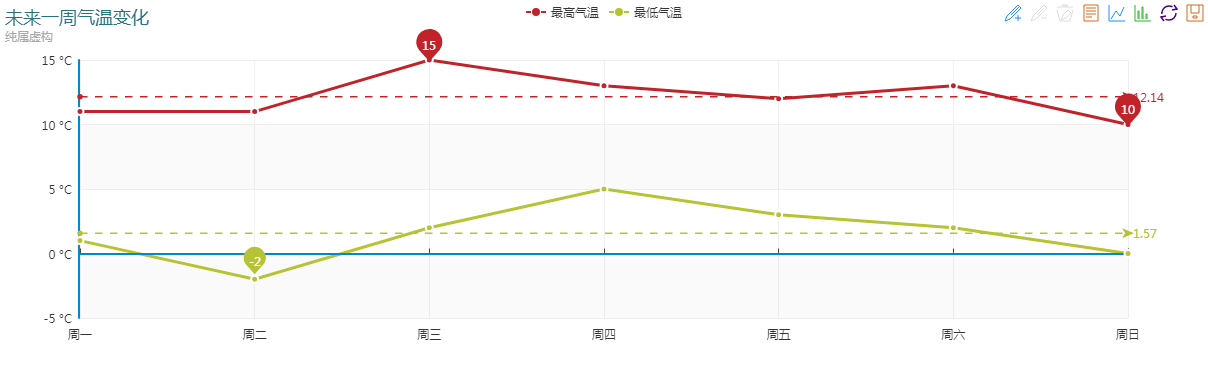 未来一周气温变化
纯属虚构
最高气温 最低气温
15 °C
10 °C
5 °C
0 °C
-5 °C
15
12.14
10
-2
1.57
周一 周二 周三 周四 周五 周六 周日